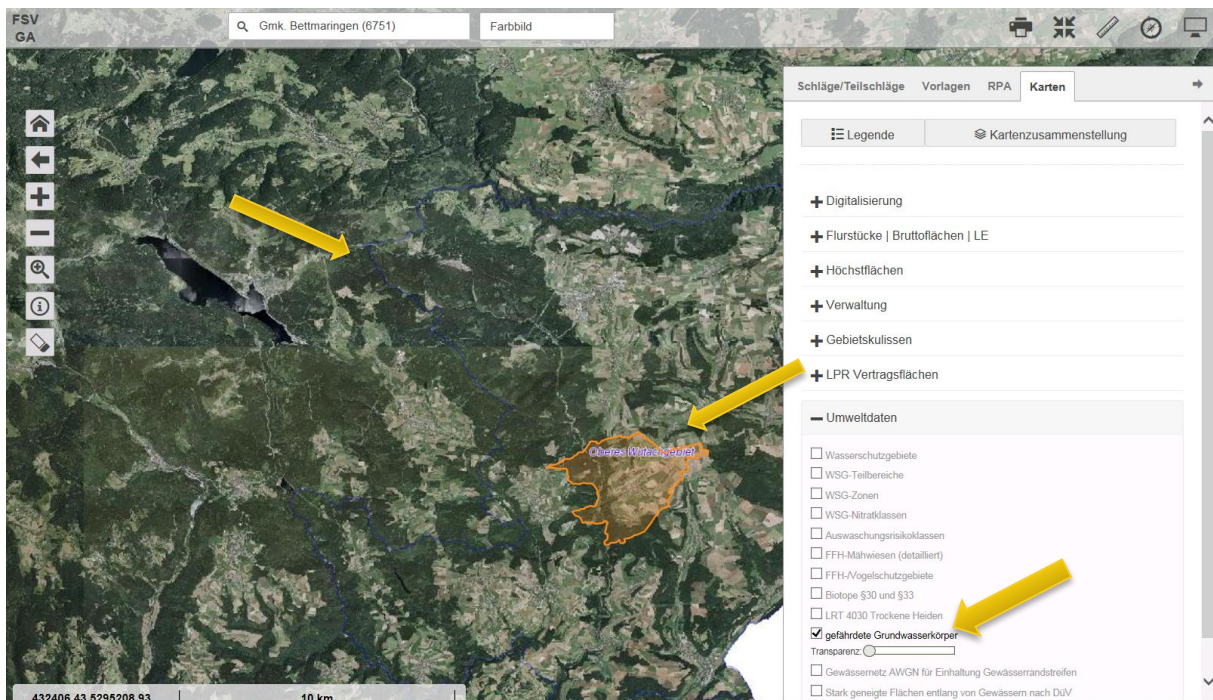 FSV
GA
Gmk. Bettmaringen (6751)
Farbbild
Schläge/Teilschläge Vorlagen RPA Karten
Legende
Kartenzusammenstellung
Digitalisierung
Flurstücke | Bruttoflächen | LE
Höchstflächen
Verwaltung
Gebietskulissen
LPR Vertragsflächen
Umweltdaten
Wasserschutzgebiete
WSG-Teilbereiche
WSG-Zonen
WSG-Nitratklassen
Auswaschungsrisikoklassen
FFH-Mähwiesen (detailliert)
FFH-/Vogelschutzgebiete
Biotope §30 und §33
LRT 4030 Trockene Heiden
gefährdete Grundwasserkörper
Transparenz:
Gewässernetz AWGN für Einhaltung Gewässerrandstreifen
Stark geneigte Flächen entlang von Gewässern nach DüV
Oberes Wutachgebiet
432406.43 5295208.93
10 km